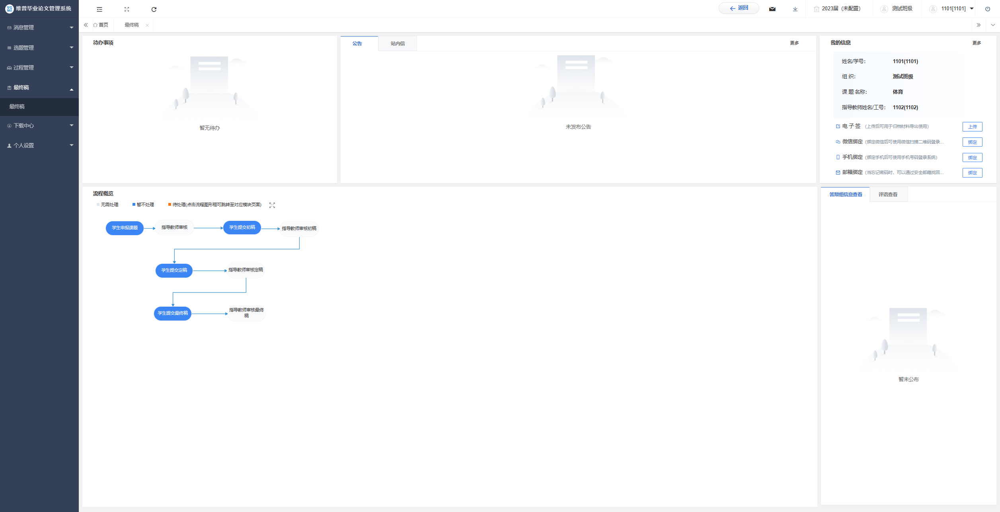 维普毕业论文管理系统
返回
2023届（未配置）
测试班级
1101[1101]
消息管理
选题管理
过程管理
最终稿
最终稿
下载中心
个人设置
首页
最终稿
待办事项
暂无待办
公告
站内信
更多
未发布公告
我的信息
更多
姓名/学号：
1101(1101)
组 织：
测试班级
课 题 名称：
体育
指导教师姓名/工号：
1102(1102)
电 子 签 （上传后可用于归档材料导出使用）
上传
微信绑定 （绑定微信后可使用微信扫描二维码登录...
绑定
手机绑定 （绑定手机后可使用手机号码登录系统）
绑定
邮箱绑定 （当忘记密码时，可以通过安全邮箱找回...
绑定
流程概览
无需处理
暂不处理
待处理(点击流程图形框可跳转至对应模块页面)
学生申报课题
指导教师审核
学生提交初稿
指导教师审核初稿
学生提交定稿
指导教师审核定稿
学生提交最终稿
指导教师审核最终
稿
答辩组信息查看
评语查看
暂未公布